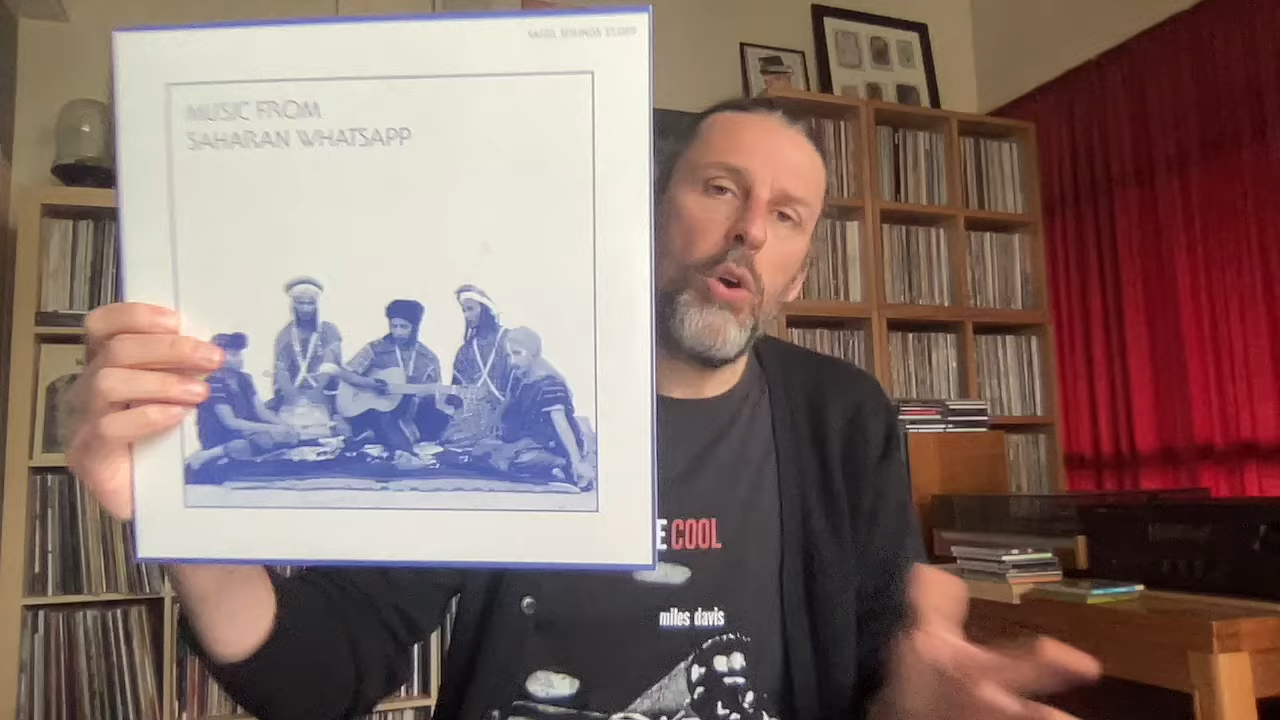 SAHEL SOUNDS
MUSIC FROM
SAHARAN WHATSAPP
E COOL
miles davis